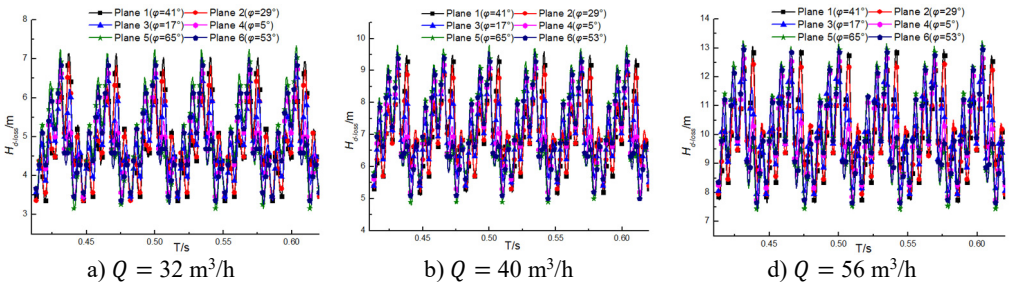 Plane 1(φ=41°) Plane 2(φ=29°)
Plane 3(φ=17°) Plane 4(φ=5°)
Plane 5(φ=65°) Plane 6(φ=53°)
8
7
6
5
4
3
H d-loss/m
0.45 0.50 0.55 0.60
T/s
a) Q = 32 m³/h
Plane 1(φ=41°) Plane 2(φ=29°)
Plane 3(φ=17°) Plane 4(φ=5°)
Plane 5(φ=65°) Plane 6(φ=53°)
10
9
8
7
6
5
4
H d-loss/m
0.45 0.50 0.55 0.60
T/s
b) Q = 40 m³/h
Plane 1(φ=41°) Plane 2(φ=29°)
Plane 3(φ=17°) Plane 4(φ=5°)
Plane 5(φ=65°) Plane 6(φ=53°)
14
13
12
11
10
9
8
7
H d-loss/m
0.45 0.50 0.55 0.60
T/s
d) Q = 56 m³/h